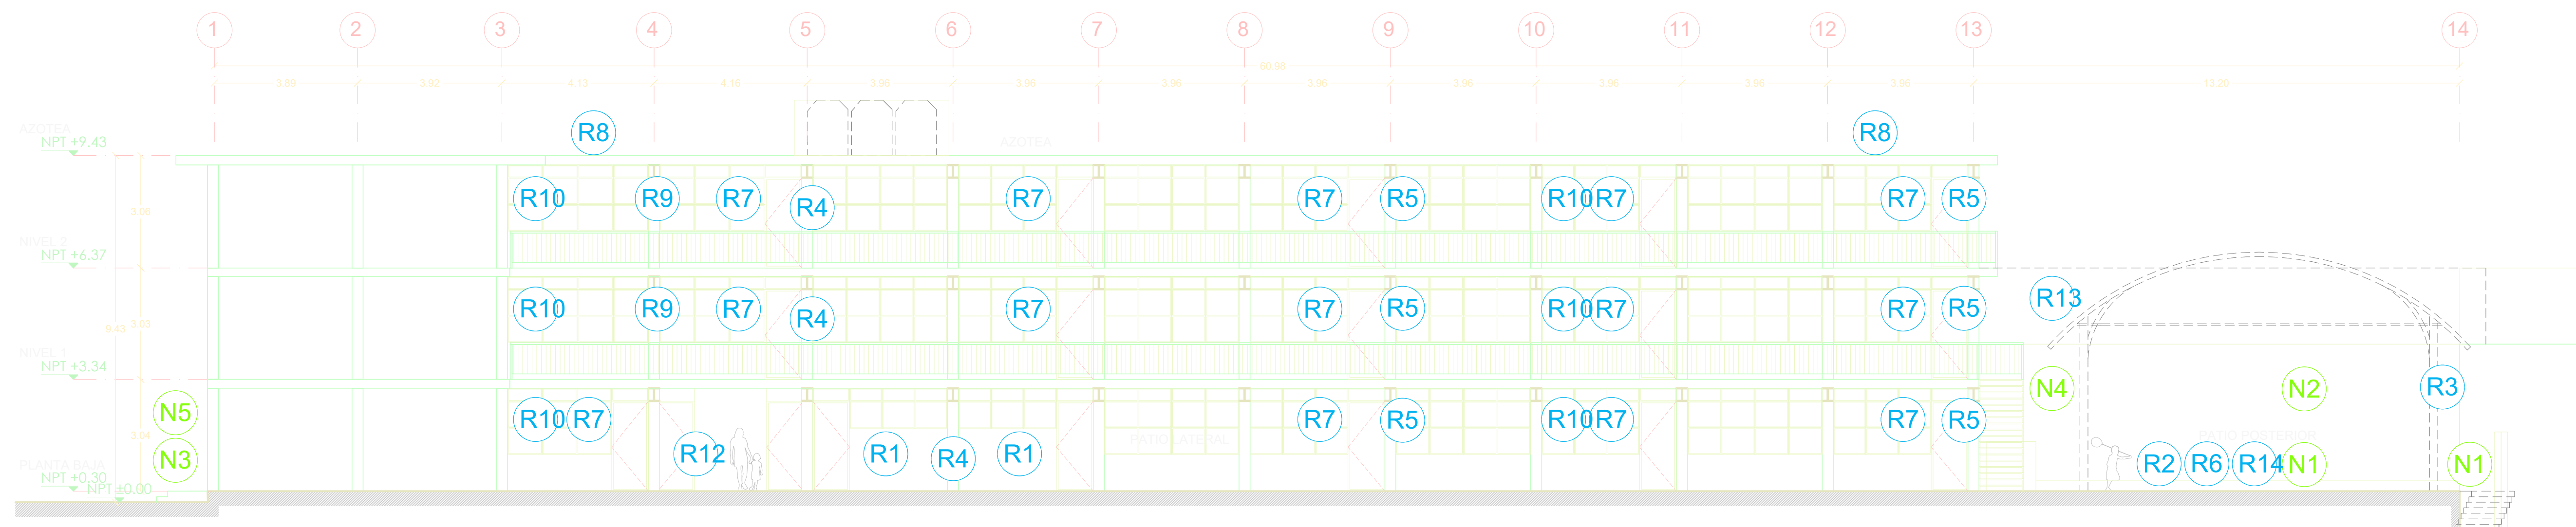 1 2 3 4 5 6 7 8 9 10 11 12 13 14
60.98
3.89 3.92 4.13 4.16 3.96 3.96 3.96 3.96 3.96 3.96 3.96 3.96 13.20
AZOTEA
NPT +9.43
R8 R8
AZOTEA
R10 R9 R7 R4 R7 R7 R5 R10 R7 R7 R5
3.06
NIVEL 2
NPT +6.37
R13
R10 R9 R7 R4 R7 R7 R5 R10 R7 R7 R5
9.43 3.03
NIVEL 1
NPT +3.34
N4 N2 R3
N5 R10 R7 R7 R5 R10 R7 R7 R5
3.04
PATIO LATERAL
PATIO POSTERIOR
N3 R12 R1 R4 R1 R2 R6 R14 N1 N1
PLANTA BAJA
NPT +0.30
NPT ±0.00